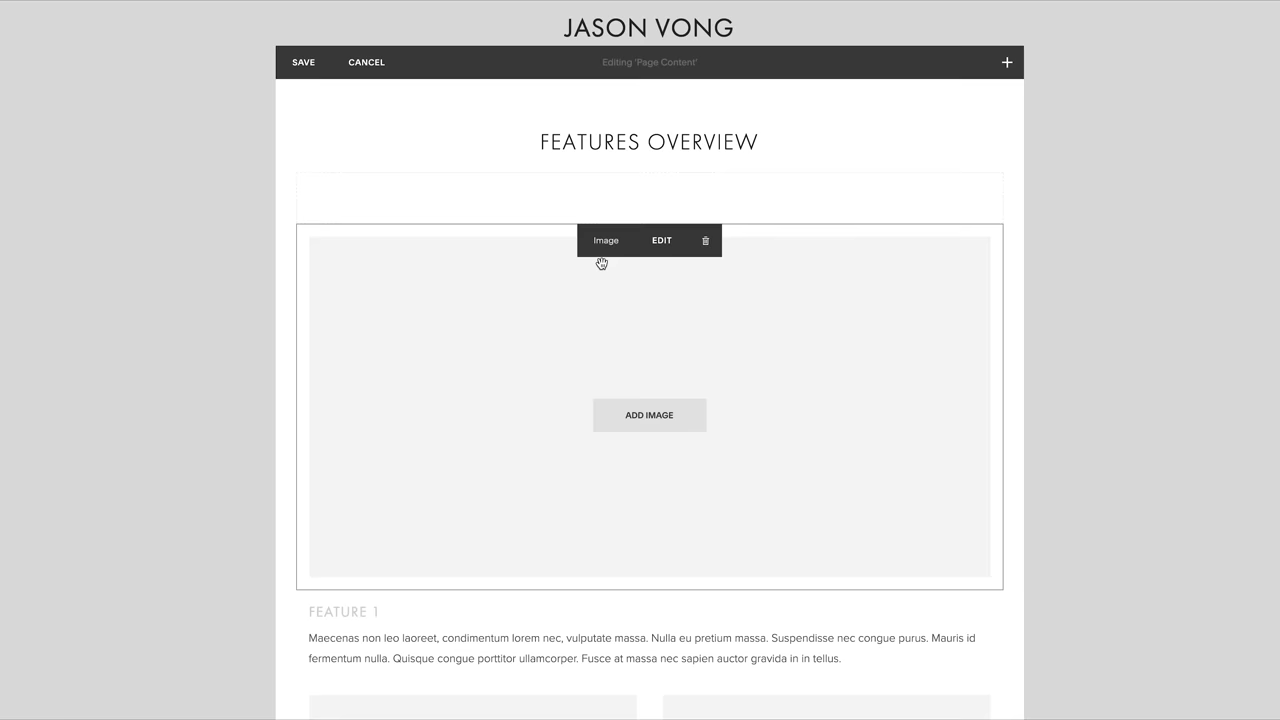 JASON VONG
SAVE CANCEL Editing 'Page Content' +
FEATURES OVERVIEW
Image EDIT
ADD IMAGE
FEATURE 1
Maecenas non leo laoreet, condimentum lorem nec, vulputate massa. Nulla eu pretium massa. Suspendisse nec congue purus. Mauris id
fermentum nulla. Quisque congue porttitor ullamcorper. Fusce at massa nec sapien auctor gravida in in tellus.